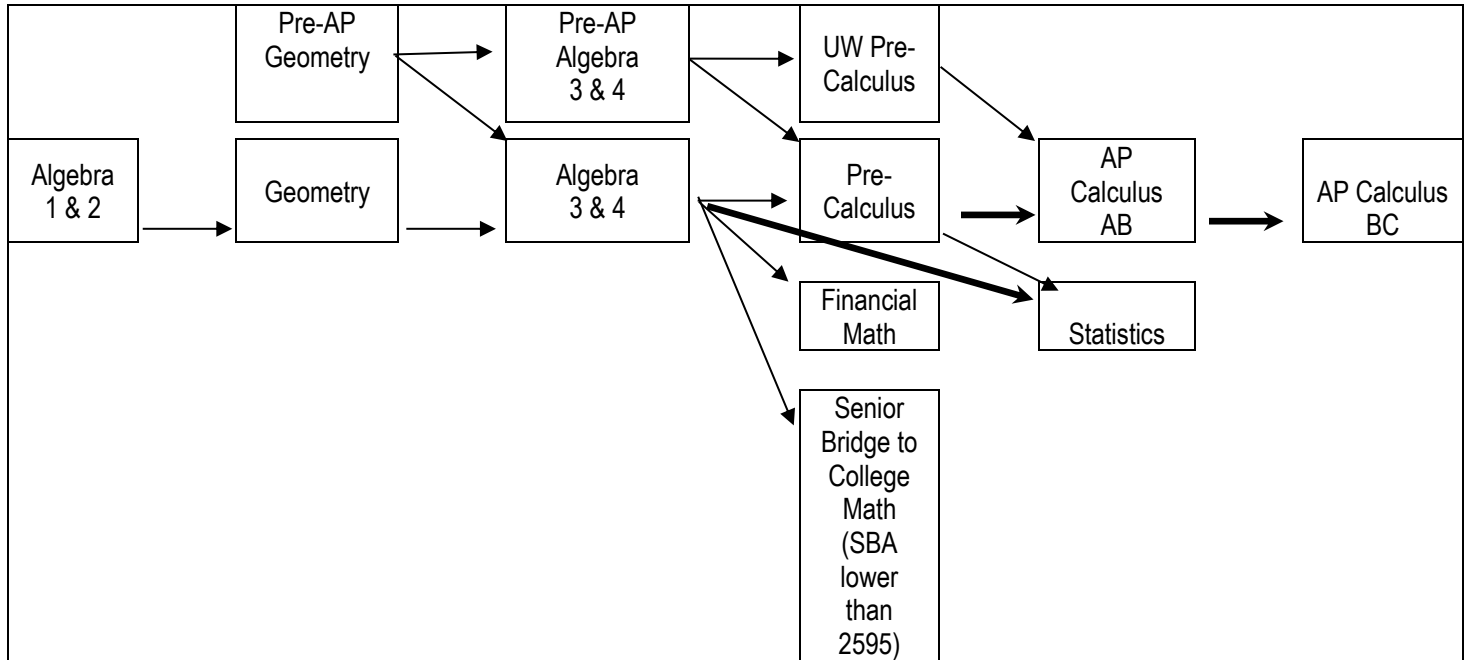 Pre-AP
Geometry
Pre-AP
Algebra
3 & 4
UW Pre-
Calculus
Algebra
1 & 2
Geometry
Algebra
3 & 4
Pre-
Calculus
AP
Calculus
AB
AP Calculus
BC
Financial
Math
Statistics
Senior
Bridge to
College
Math
(SBA
lower
than
2595)